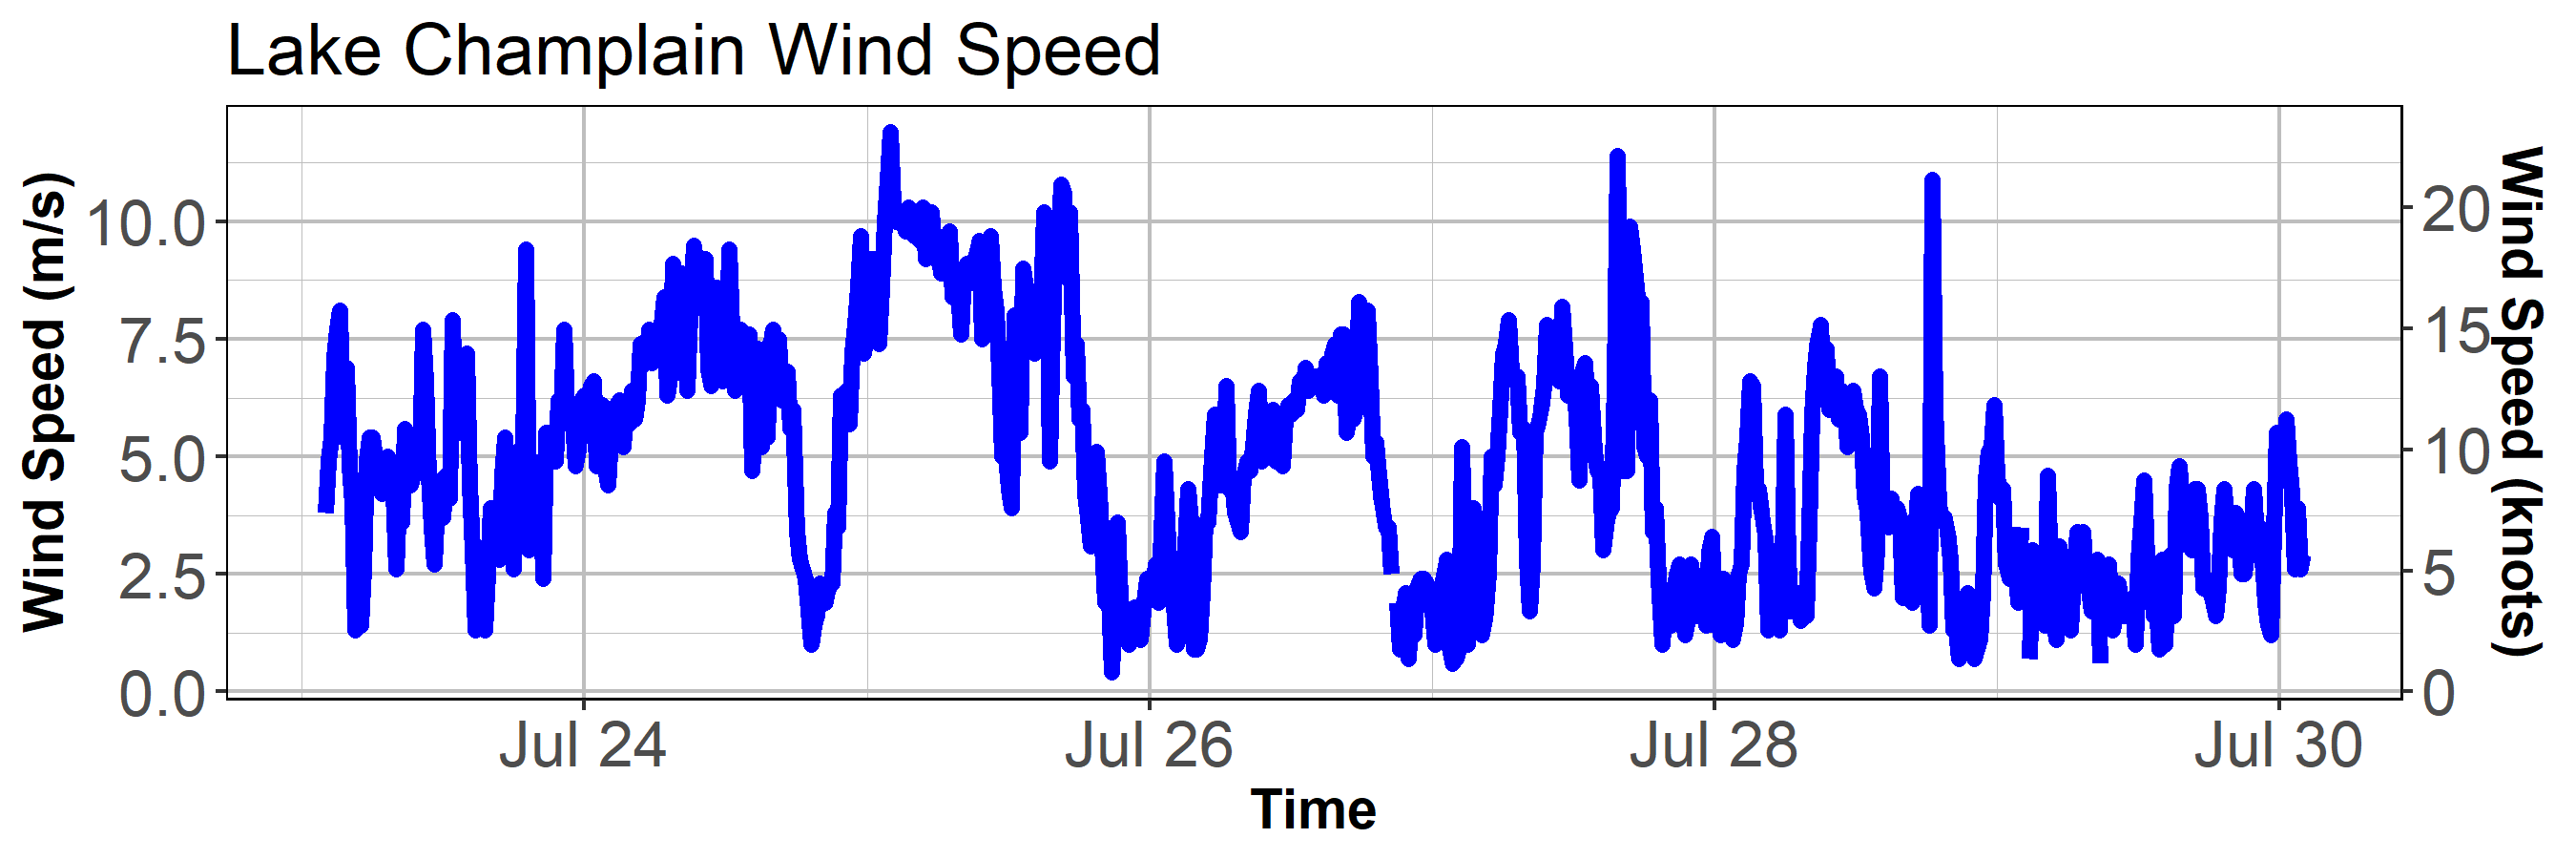 Lake Champlain Wind Speed
Wind Speed (m/s)
10.0
7.5
5.0
2.5
0.0
Wind Speed (knots)
20
15
10
5
0
Jul 24
Jul 26
Jul 28
Jul 30
Time